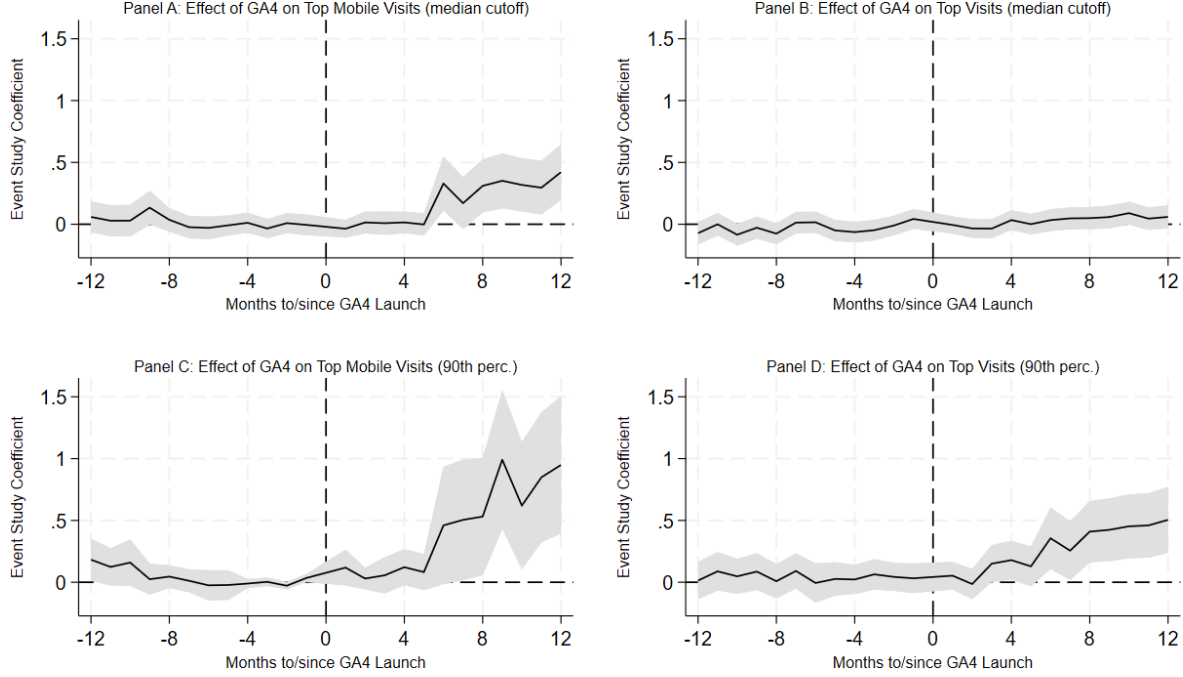 Panel A: Effect of GA4 on Top Mobile Visits (median cutoff)
Event Study Coefficient
1.5
1
.5
0
-12 -8 -4 0 4 8 12
Months to/since GA4 Launch
Panel B: Effect of GA4 on Top Visits (median cutoff)
Event Study Coefficient
1.5
1
.5
0
-12 -8 -4 0 4 8 12
Months to/since GA4 Launch
Panel C: Effect of GA4 on Top Mobile Visits (90th perc.)
Event Study Coefficient
1.5
1
.5
0
-12 -8 -4 0 4 8 12
Months to/since GA4 Launch
Panel D: Effect of GA4 on Top Visits (90th perc.)
Event Study Coefficient
1.5
1
.5
0
-12 -8 -4 0 4 8 12
Months to/since GA4 Launch